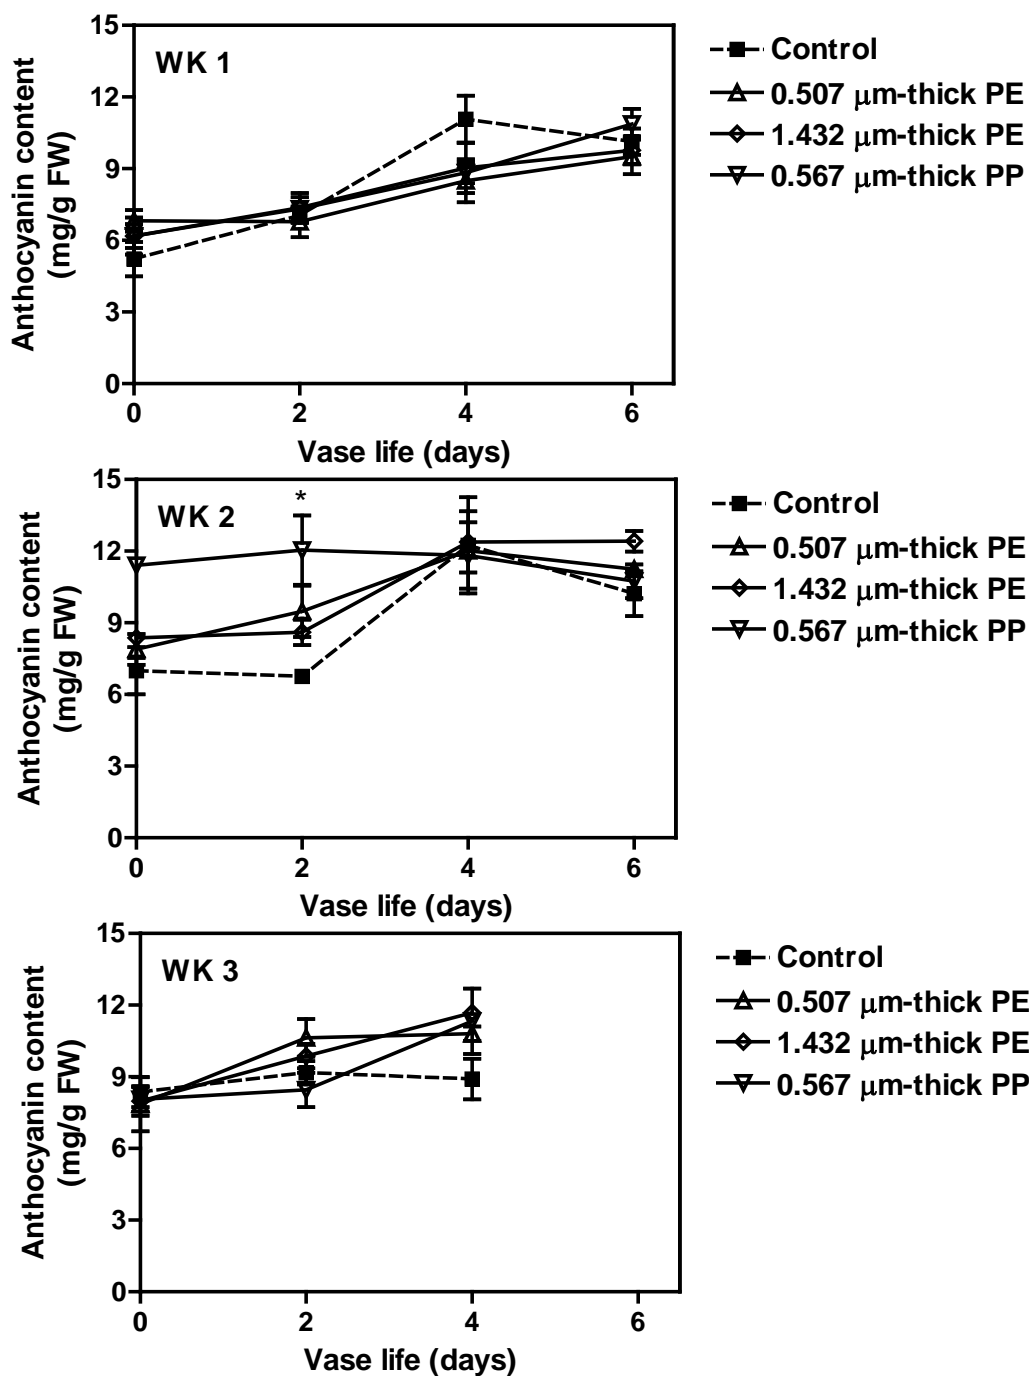 15
12
9
6
3
0
Anthocyanin content
(mg/g FW)
WK 1
0 2 4 6
Vase life (days)
Control
0.507 μm-thick PE
1.432 μm-thick PE
0.567 μm-thick PP
15
12
9
6
3
0
Anthocyanin content
(mg/g FW)
WK 2
*
0 2 4 6
Vase life (days)
Control
0.507 μm-thick PE
1.432 μm-thick PE
0.567 μm-thick PP
15
12
9
6
3
0
Anthocyanin content
(mg/g FW)
WK 3
0 2 4 6
Vase life (days)
Control
0.507 μm-thick PE
1.432 μm-thick PE
0.567 μm-thick PP